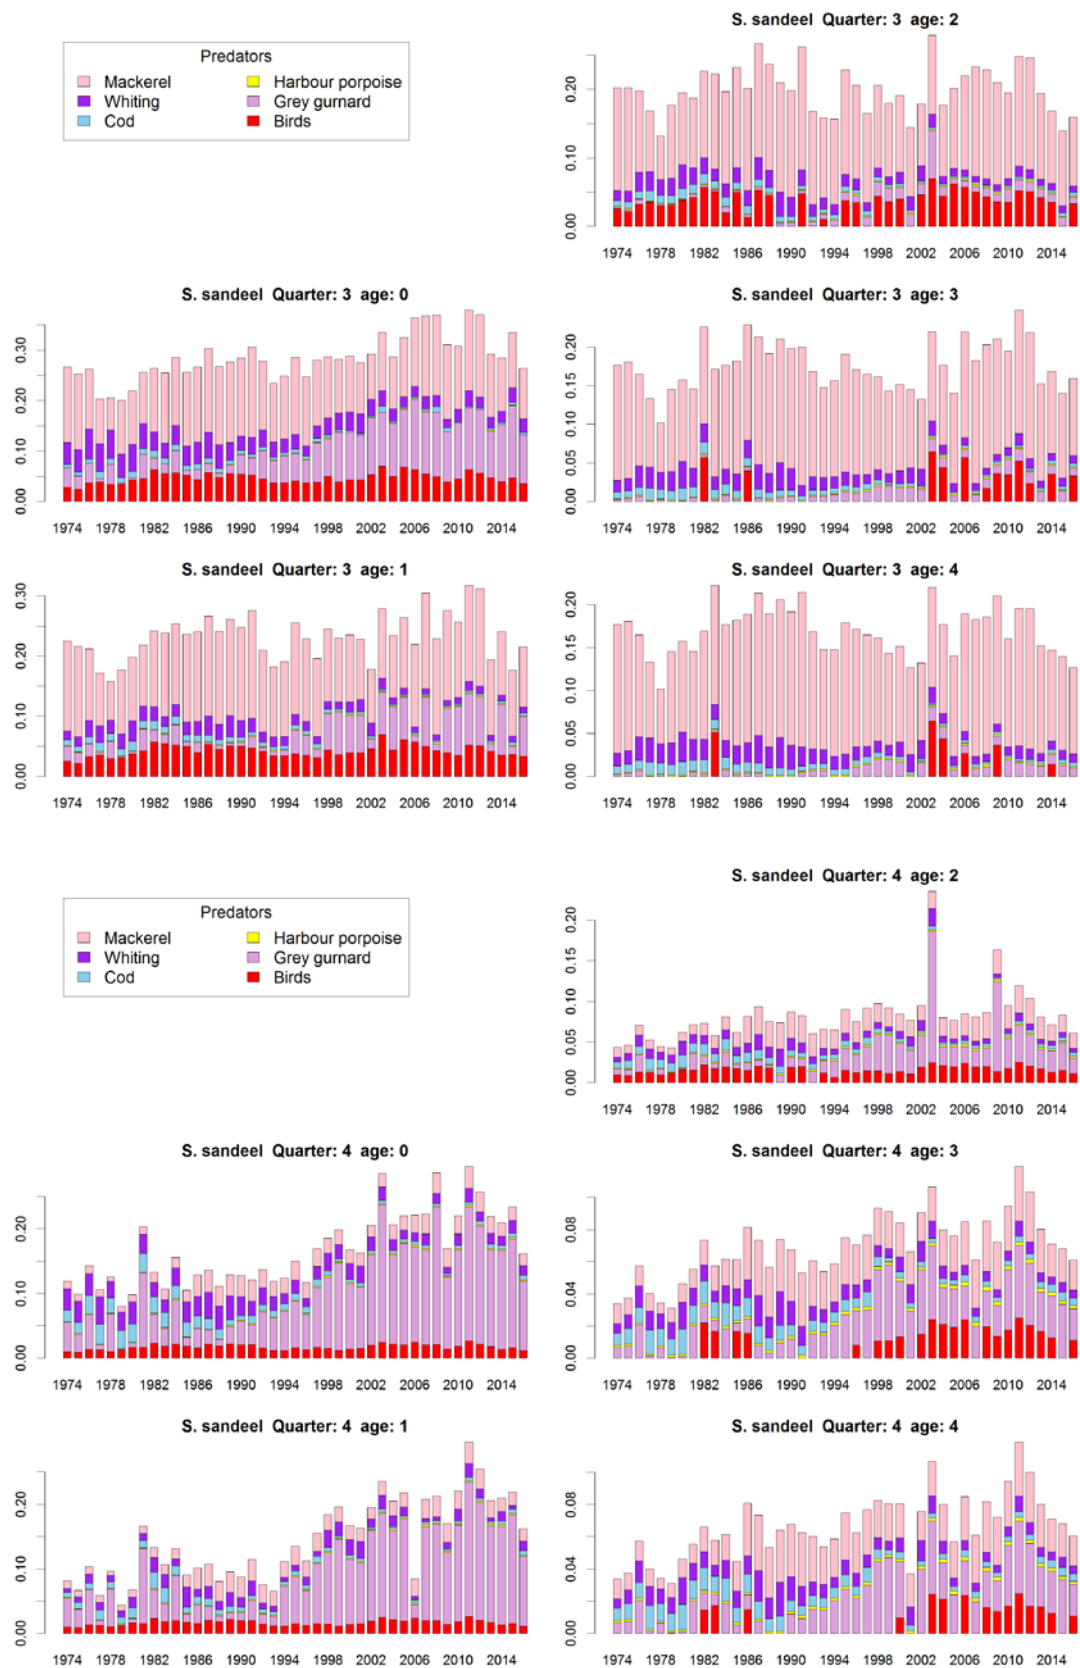 S. sandeel Quarter: 3 age: 2
Predators
Mackerel Harbour porpoise
Whiting Grey gurnard
Cod Birds
0.00 0.10 0.20
1974 1978 1982 1986 1990 1994 1998 2002 2006 2010 2014
S. sandeel Quarter: 3 age: 0
0.00 0.10 0.20 0.30
1974 1978 1982 1986 1990 1994 1998 2002 2006 2010 2014
S. sandeel Quarter: 3 age: 3
0.00 0.05 0.10 0.15 0.20
1974 1978 1982 1986 1990 1994 1998 2002 2006 2010 2014
S. sandeel Quarter: 3 age: 1
0.00 0.10 0.20 0.30
1974 1978 1982 1986 1990 1994 1998 2002 2006 2010 2014
S. sandeel Quarter: 3 age: 4
0.00 0.05 0.10 0.15 0.20
1974 1978 1982 1986 1990 1994 1998 2002 2006 2010 2014
S. sandeel Quarter: 4 age: 2
Predators
Mackerel Harbour porpoise
Whiting Grey gurnard
Cod Birds
0.00 0.05 0.10 0.15 0.20
1974 1978 1982 1986 1990 1994 1998 2002 2006 2010 2014
S. sandeel Quarter: 4 age: 0
0.00 0.10 0.20
1974 1978 1982 1986 1990 1994 1998 2002 2006 2010 2014
S. sandeel Quarter: 4 age: 3
0.00 0.04 0.08
1974 1978 1982 1986 1990 1994 1998 2002 2006 2010 2014
S. sandeel Quarter: 4 age: 1
0.00 0.10 0.20
1974 1978 1982 1986 1990 1994 1998 2002 2006 2010 2014
S. sandeel Quarter: 4 age: 4
0.00 0.04 0.08
1974 1978 1982 1986 1990 1994 1998 2002 2006 2010 2014